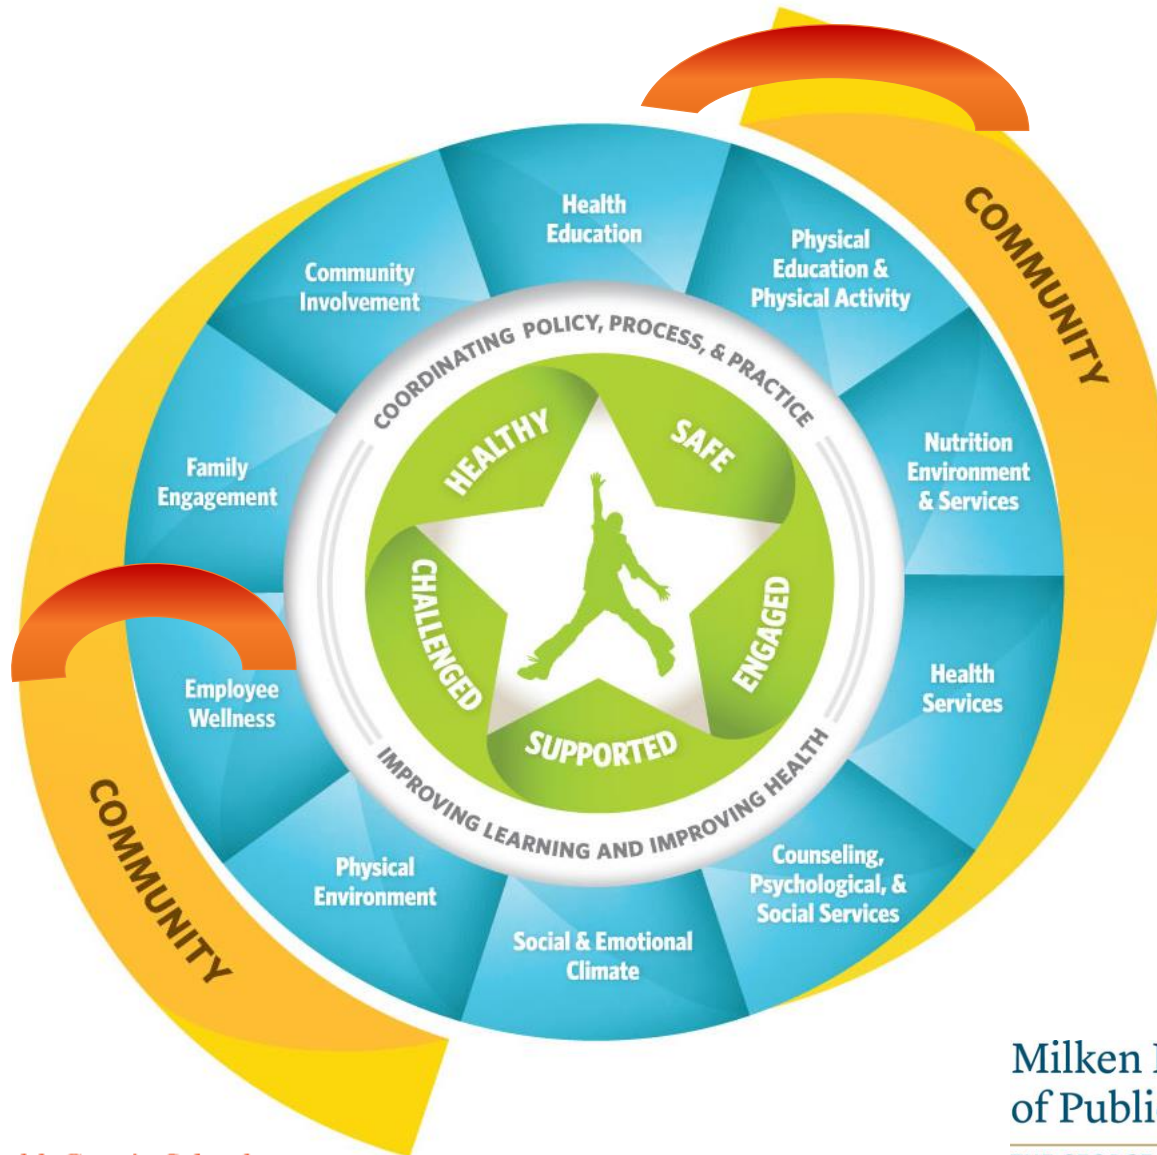 Health
Education
Physical
Education &
Physical Activity
Nutrition
Environment
& Services
Health
Services
Counseling,
Psychological, &
Social Services
Social & Emotional
Climate
Physical
Environment
Employee
Wellness
Family
Engagement
Community
Involvement
COMMUNITY
COMMUNITY
COORDINATING POLICY, PROCESS, & PRACTICE
IMPROVING LEARNING AND IMPROVING HEALTH
HEALTHY
SAFE
ENGAGED
SUPPORTED
CHALLENGED
Milken
of Publi